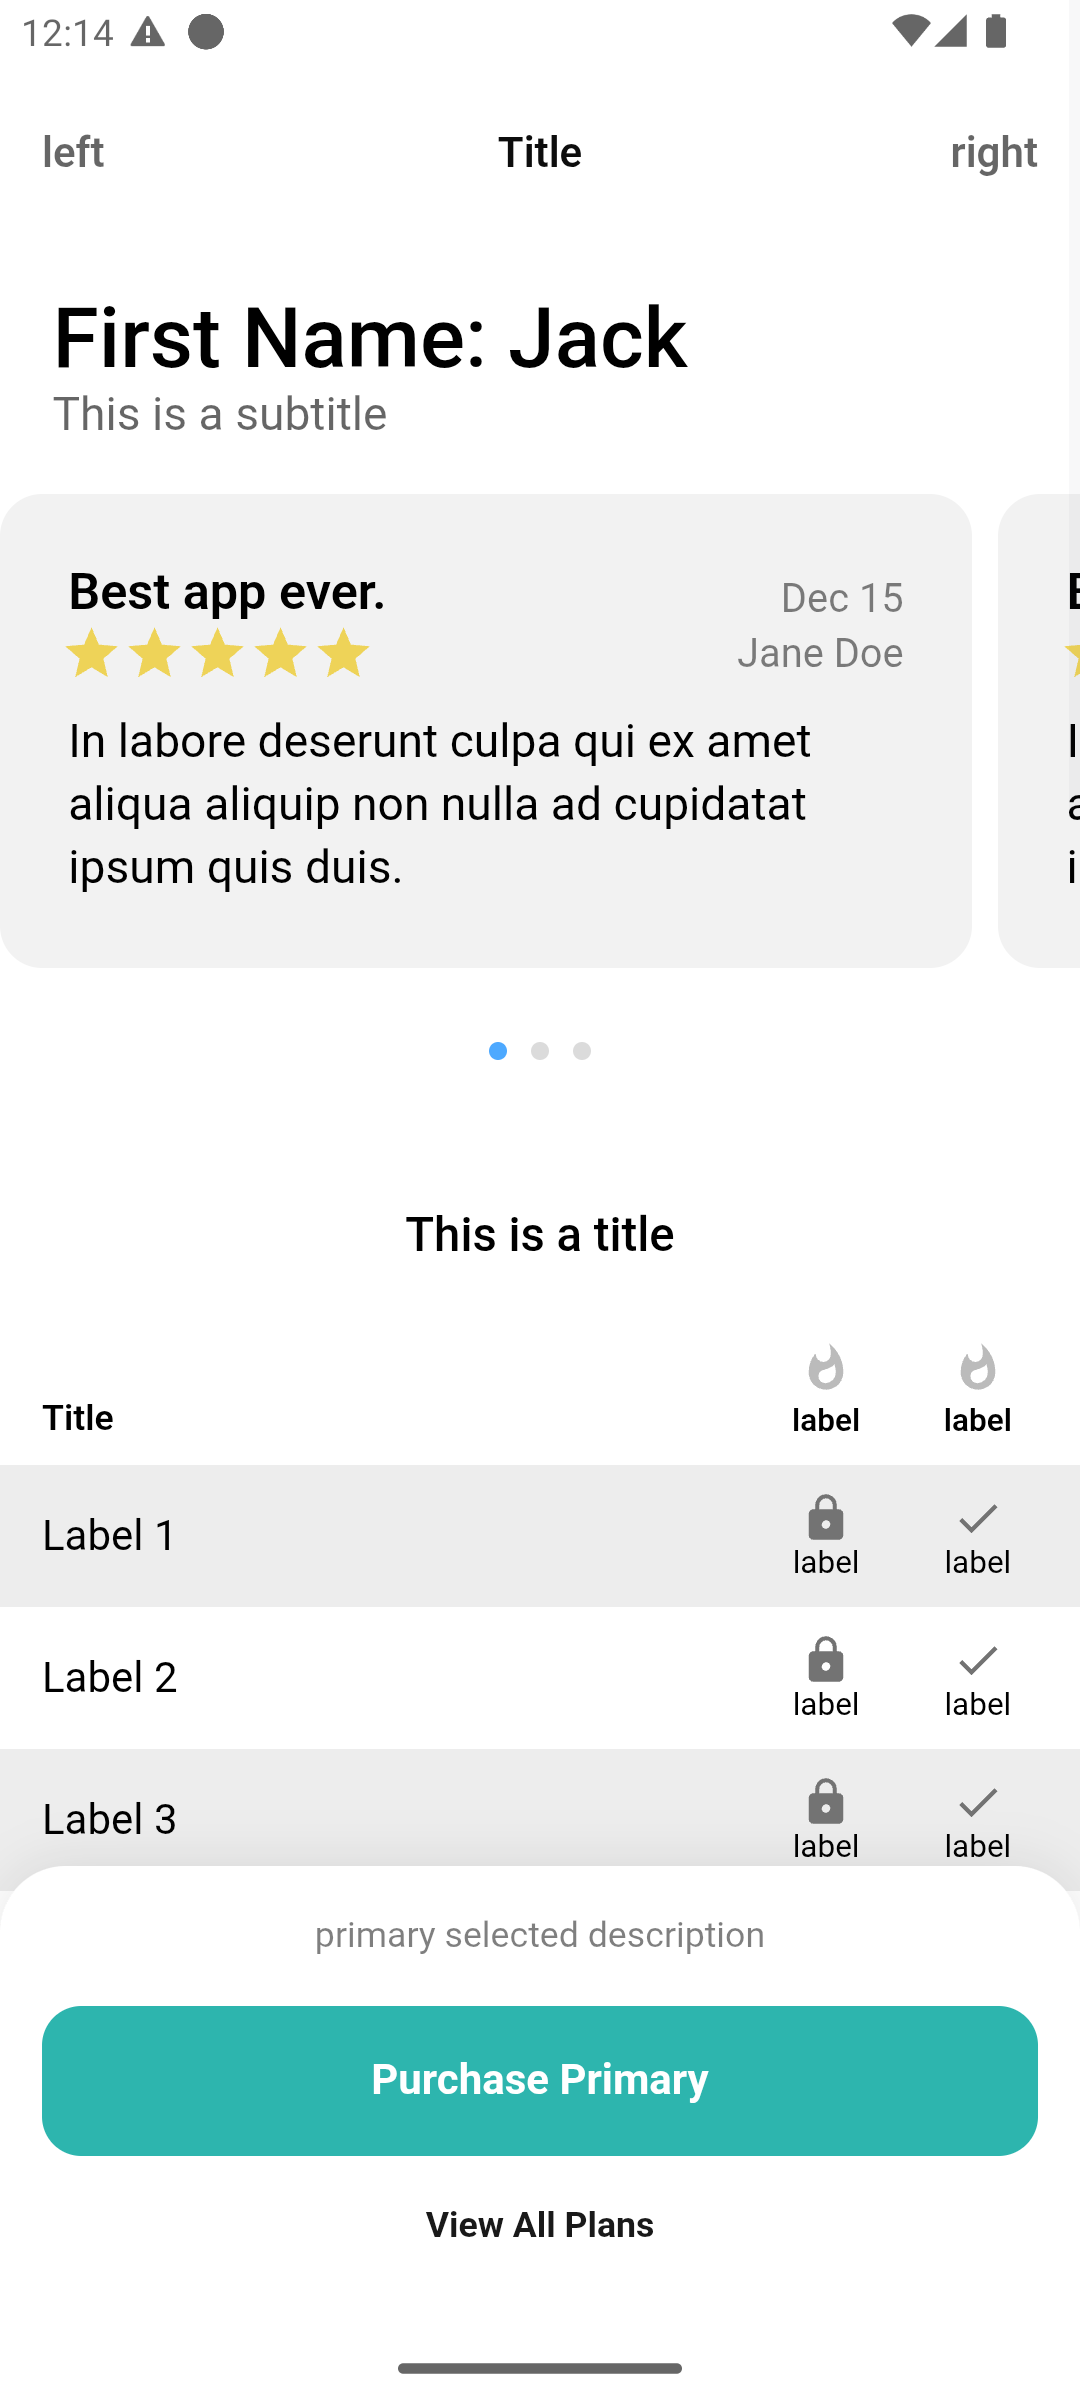 12:14
left Title right
First Name: Jack
This is a subtitle
Best app ever.
Dec 15
Jane Doe
In labore deserunt culpa qui ex amet
aliqua aliquip non nulla ad cupidatat
ipsum quis duis.
This is a title
Title label label
Label 1 label label
Label 2 label label
Label 3 label label
primary selected description
Purchase Primary
View All Plans